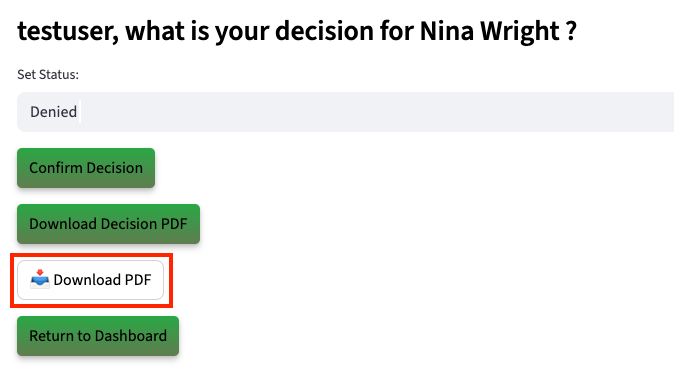 testuser, what is your decision for Nina Wright ?
Set Status:
Denied
Confirm Decision
Download Decision PDF
📥 Download PDF
Return to Dashboard